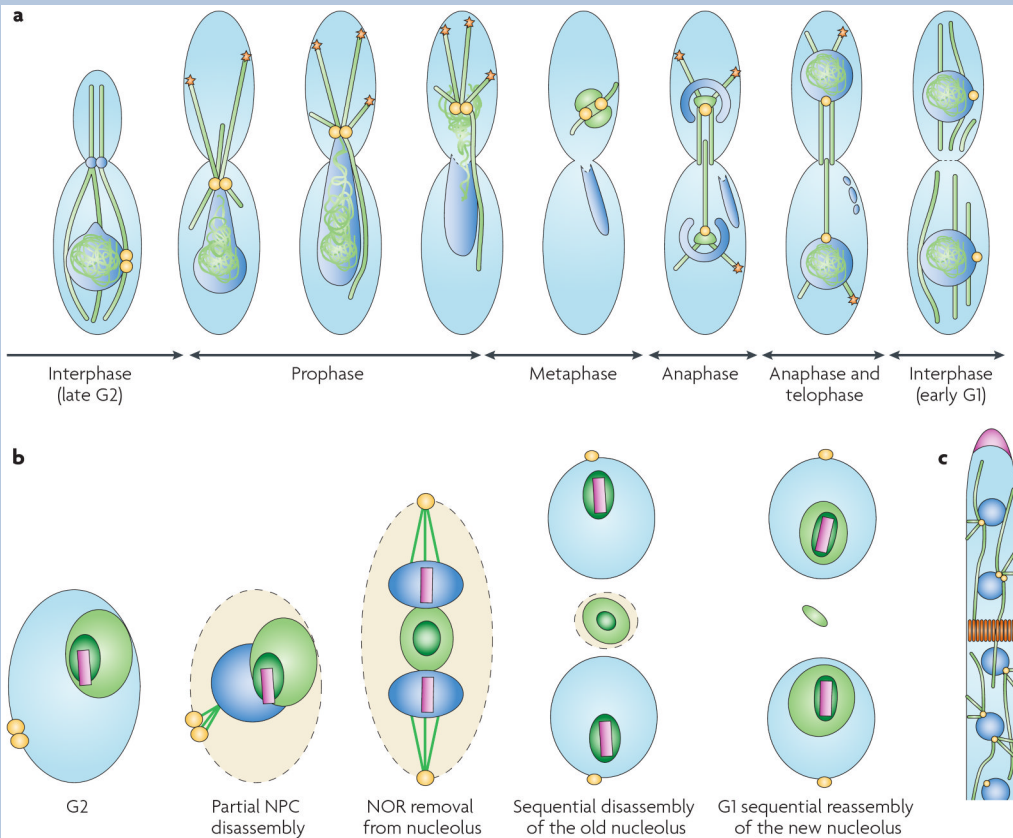 a
Interphase
(late G2)
Prophase
Metaphase
Anaphase
Anaphase and
telophase
Interphase
(early G1)
b
c
G2
Partial NPC
disassembly
NOR removal
from nucleolus
Sequential disassembly
of the old nucleolus
G1 sequential reassembly
of the new nucleolus